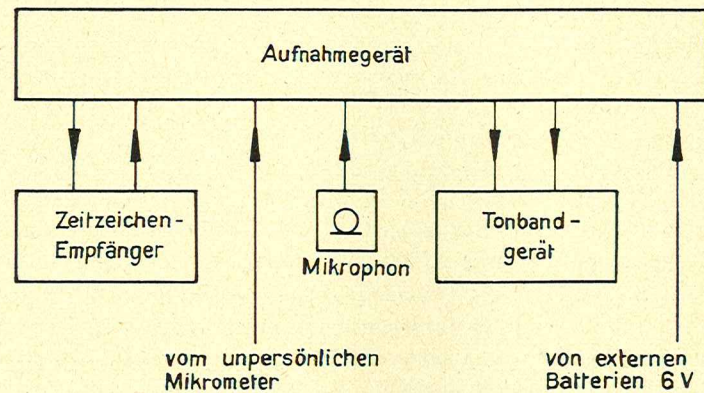 Aufnahmegerät
Zeitzeichen-
Empfänger
Mikrophon
Tonband-
gerät
vom unpersönlichen
Mikrometer
von externen
Batterien 6 V